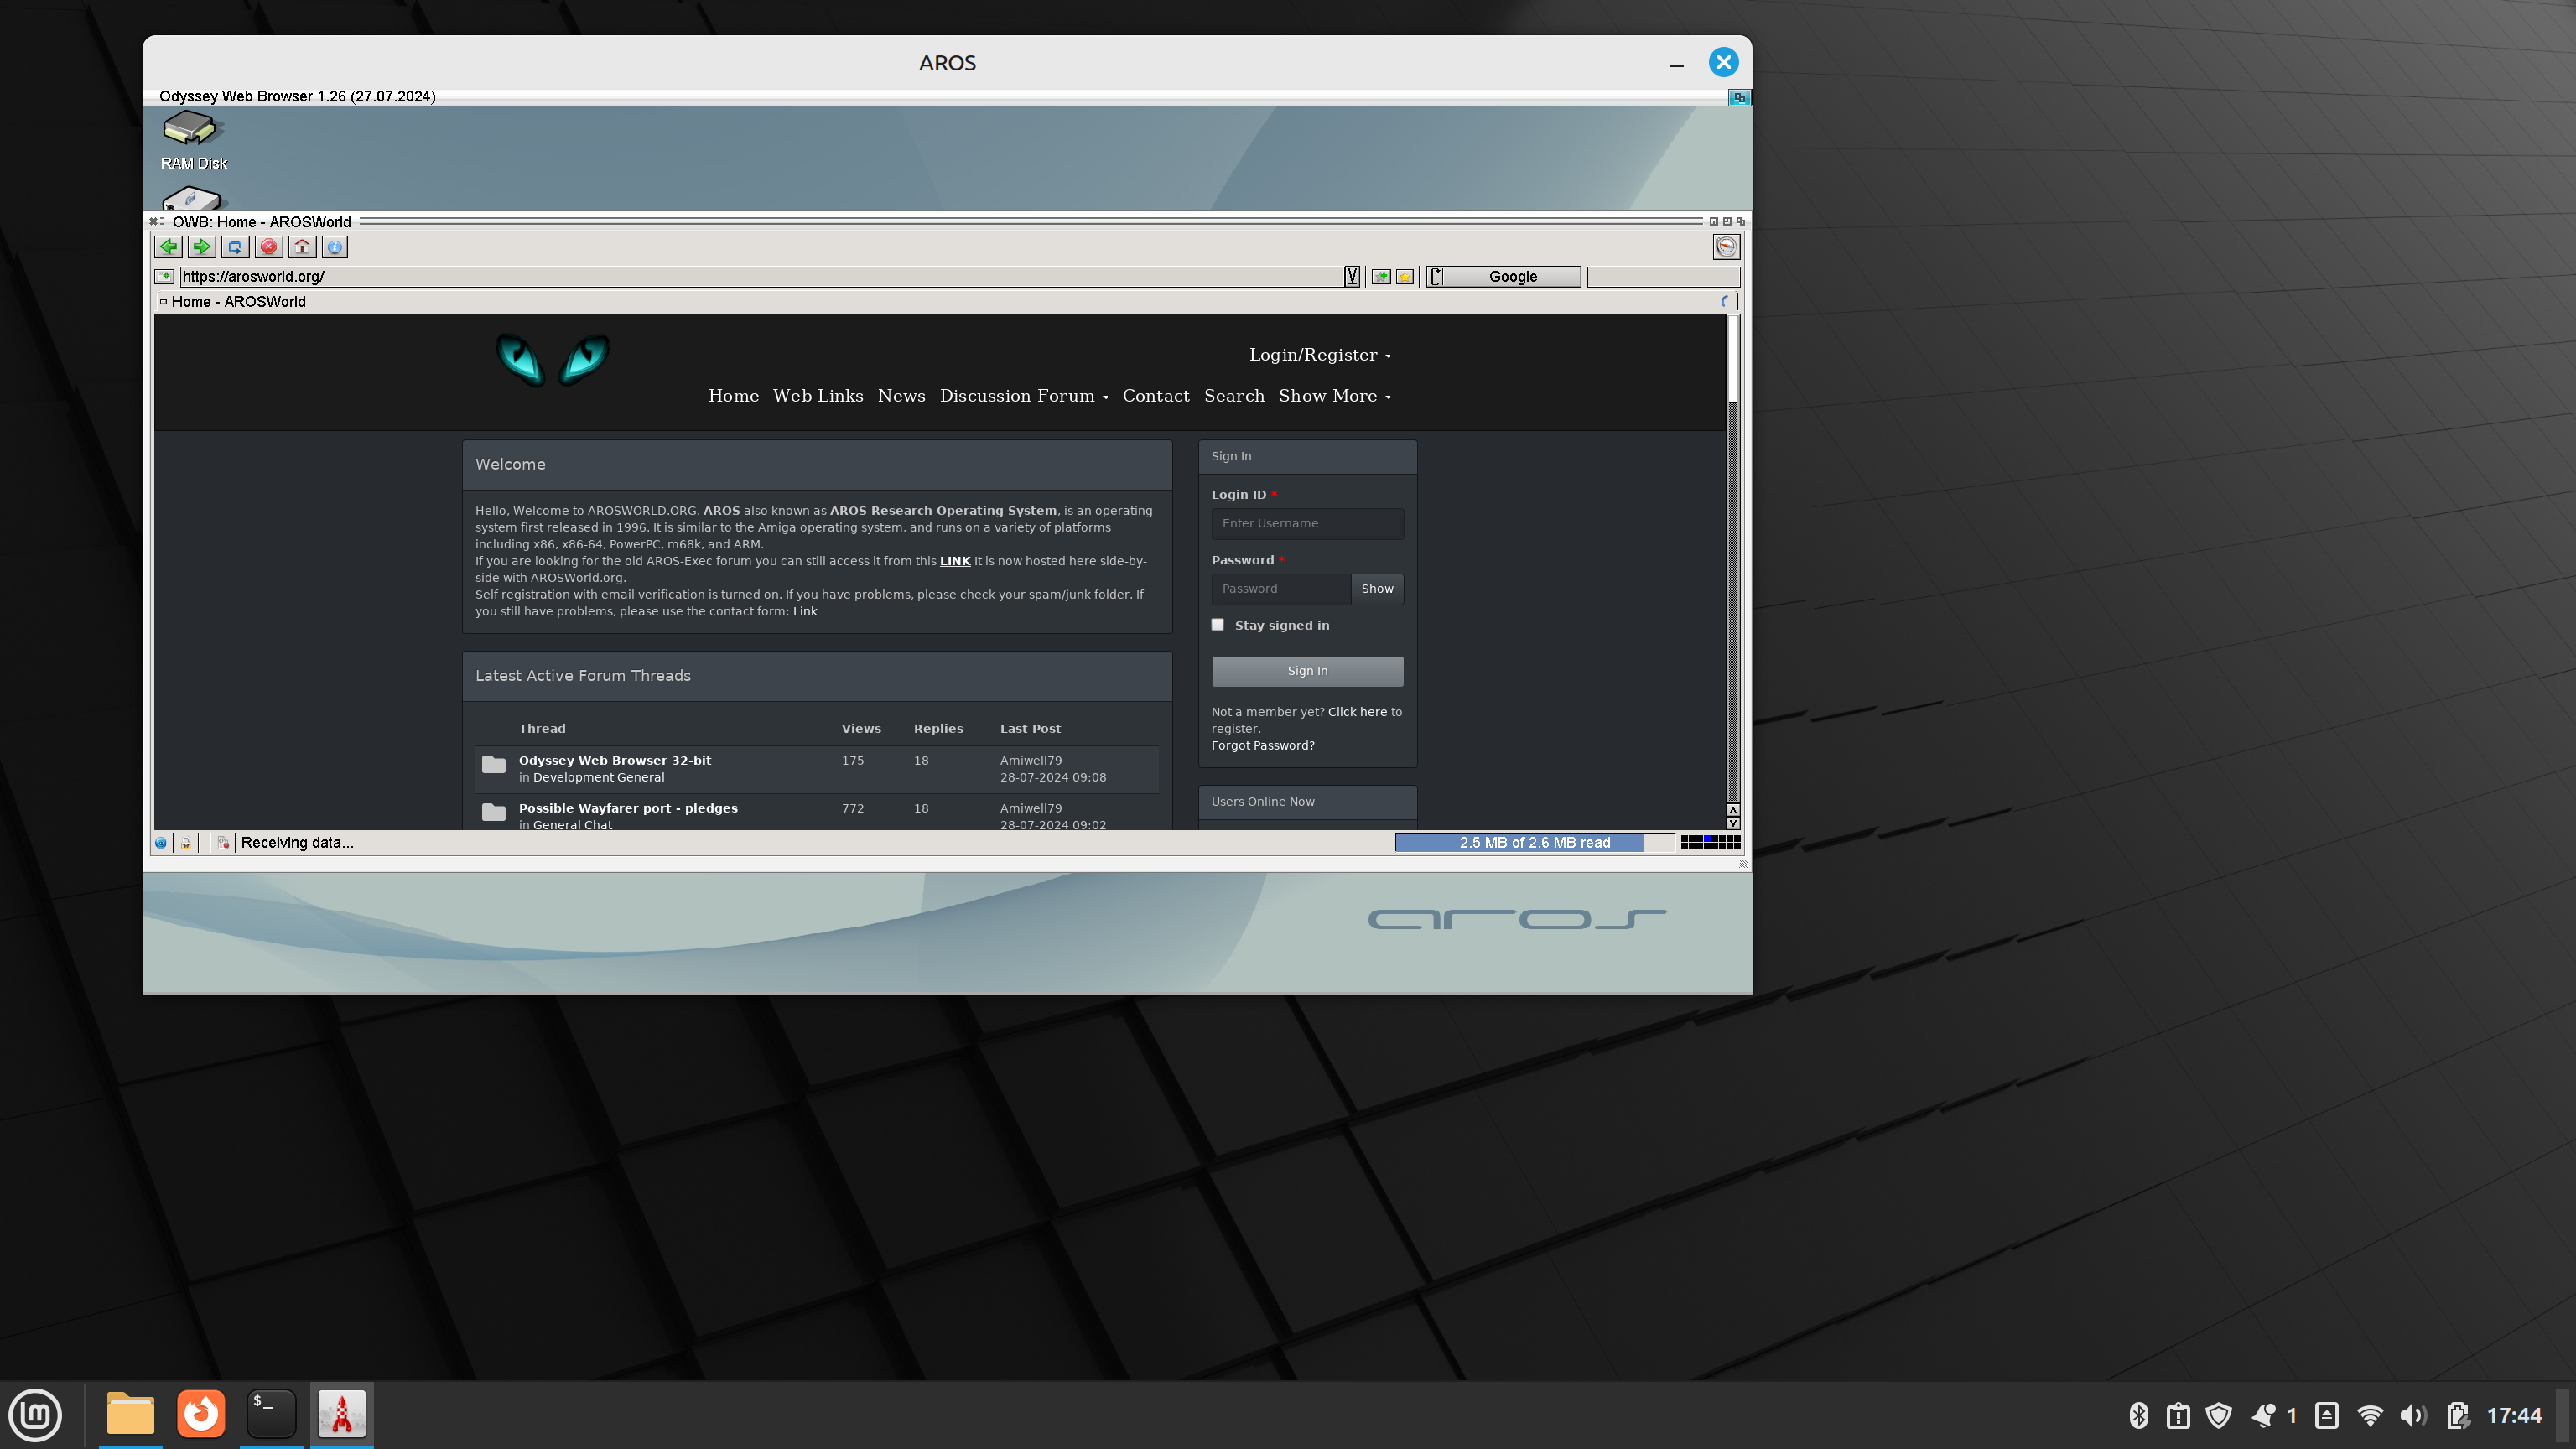 AROS
Odyssey Web Browser 1.26 (27.07.2024)
RAM Disk
OWB: Home - AROSWorld
https://arosworld.org/
Google
Home - AROSWorld
Login/Register
Home Web Links News Discussion Forum Contact Search Show More
Welcome
Hello, Welcome to AROSWORLD.ORG. AROS also known as AROS Research Operating System, is an operating
system first released in 1996. It is similar to the Amiga operating system, and runs on a variety of platforms
including x86, x86-64, PowerPC, m68k, and ARM.
If you are looking for the old AROS-Exec forum you can still access it from this LINK It is now hosted here side-by-
side with AROSWorld.org.
Self registration with email verification is turned on. If you have problems, please check your spam/junk folder. If
you still have problems, please use the contact form: Link
Latest Active Forum Threads
Thread Views Replies Last Post
Odyssey Web Browser 32-bit 175 18 Amiwell79
in Development General 28-07-2024 09:08
Possible Wayfarer port - pledges 772 18 Amiwell79
in General Chat 28-07-2024 09:02
Sign In
Login ID *
Enter Username
Password *
Password Show
Stay signed in
Sign In
Not a member yet? Click here to
register.
Forgot Password?
Users Online Now
Receiving data...
2.5 MB of 2.6 MB read
aros
lm
$_
1
17:44